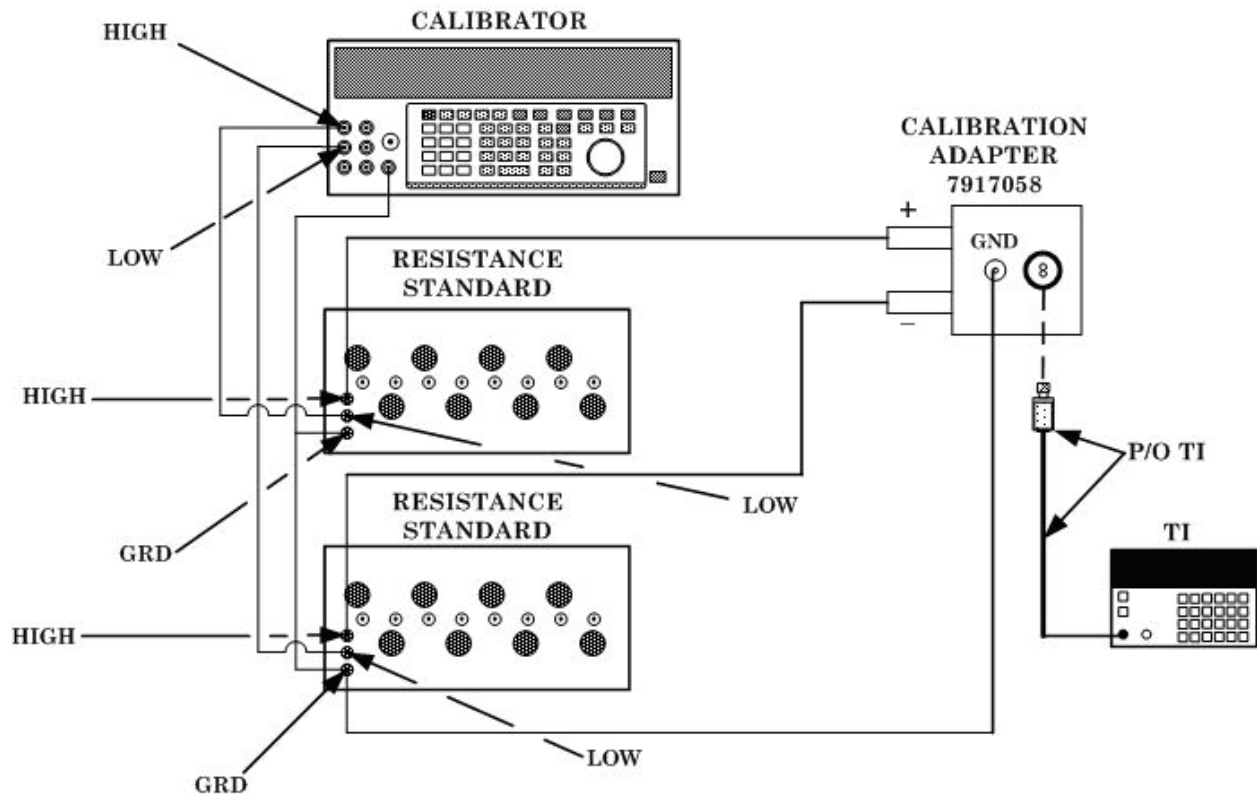 CALIBRATOR
HIGH
LOW
CALIBRATION
ADAPTER
7917058
+
GND
–
RESISTANCE
STANDARD
HIGH
LOW
GRD
P/O TI
TI
RESISTANCE
STANDARD
HIGH
LOW
GRD